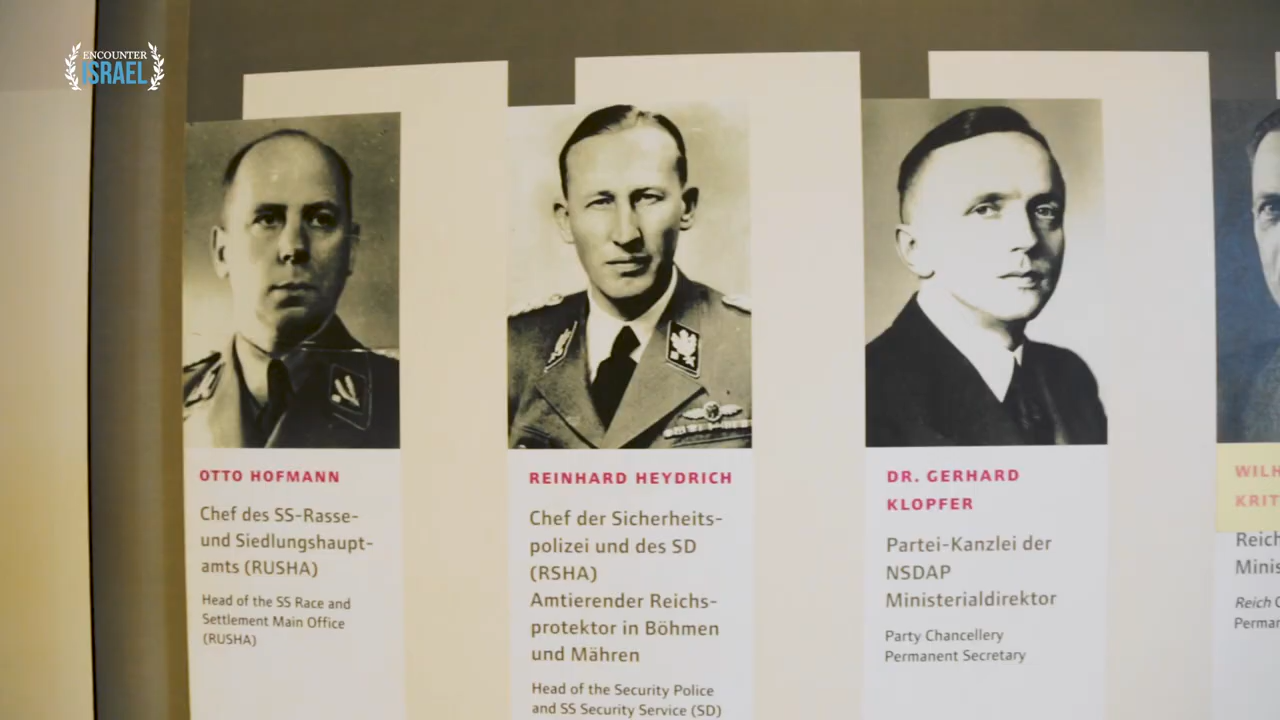 ENCOUNTER
ISRAEL
OTTO HOFMANN
Chef des SS-Rasse-
und Siedlungshaupt-
amts (RUSHA)
Head of the SS Race and
Settlement Main Office
(RUSHA)
REINHARD HEYDRICH
Chef der Sicherheits-
polizei und des SD
(RSHA)
Amtierender Reichs-
protektor in Böhmen
und Mähren
Head of the Security Police
and SS Security Service (SD)
DR. GERHARD
KLOPFER
Partei-Kanzlei der
NSDAP
Ministerialdirektor
Party Chancellery
Permanent Secretary
Reich